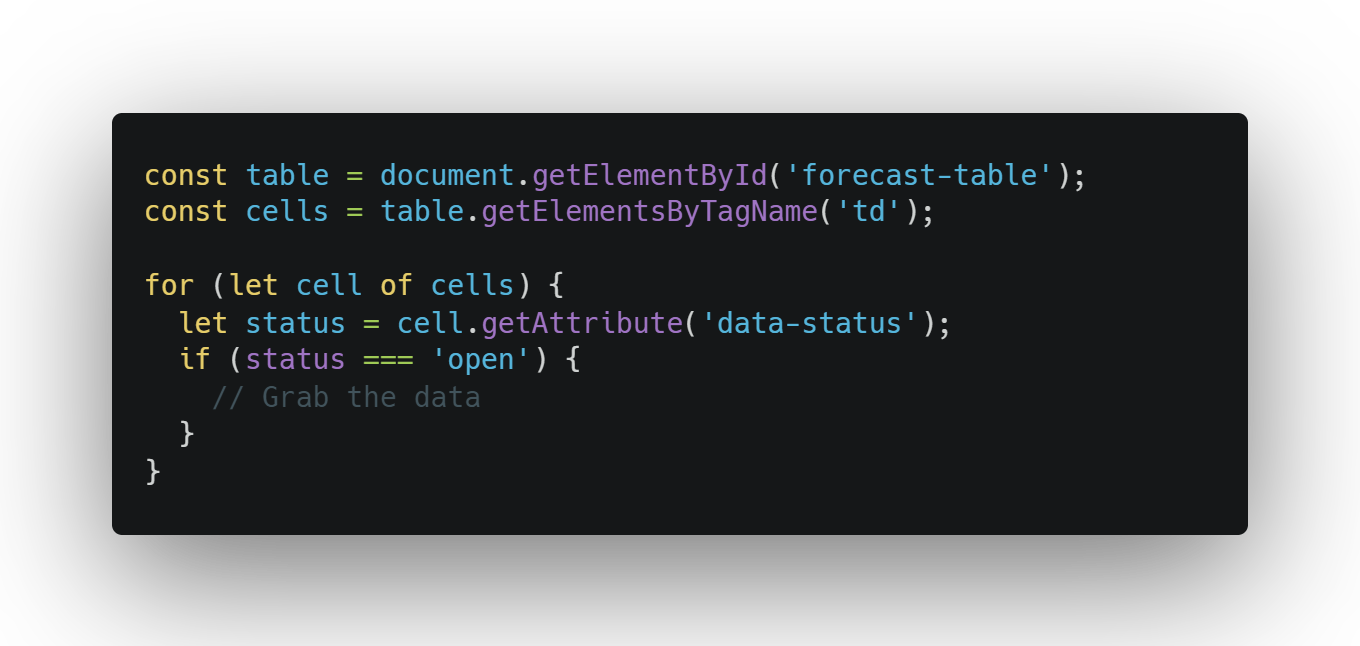 const table = document.getElementById('forecast-table');
const cells = table.getElementsByTagName('td');

for (let cell of cells) {
  let status = cell.getAttribute('data-status');
  if (status === 'open') {
    // Grab the data
  }
}